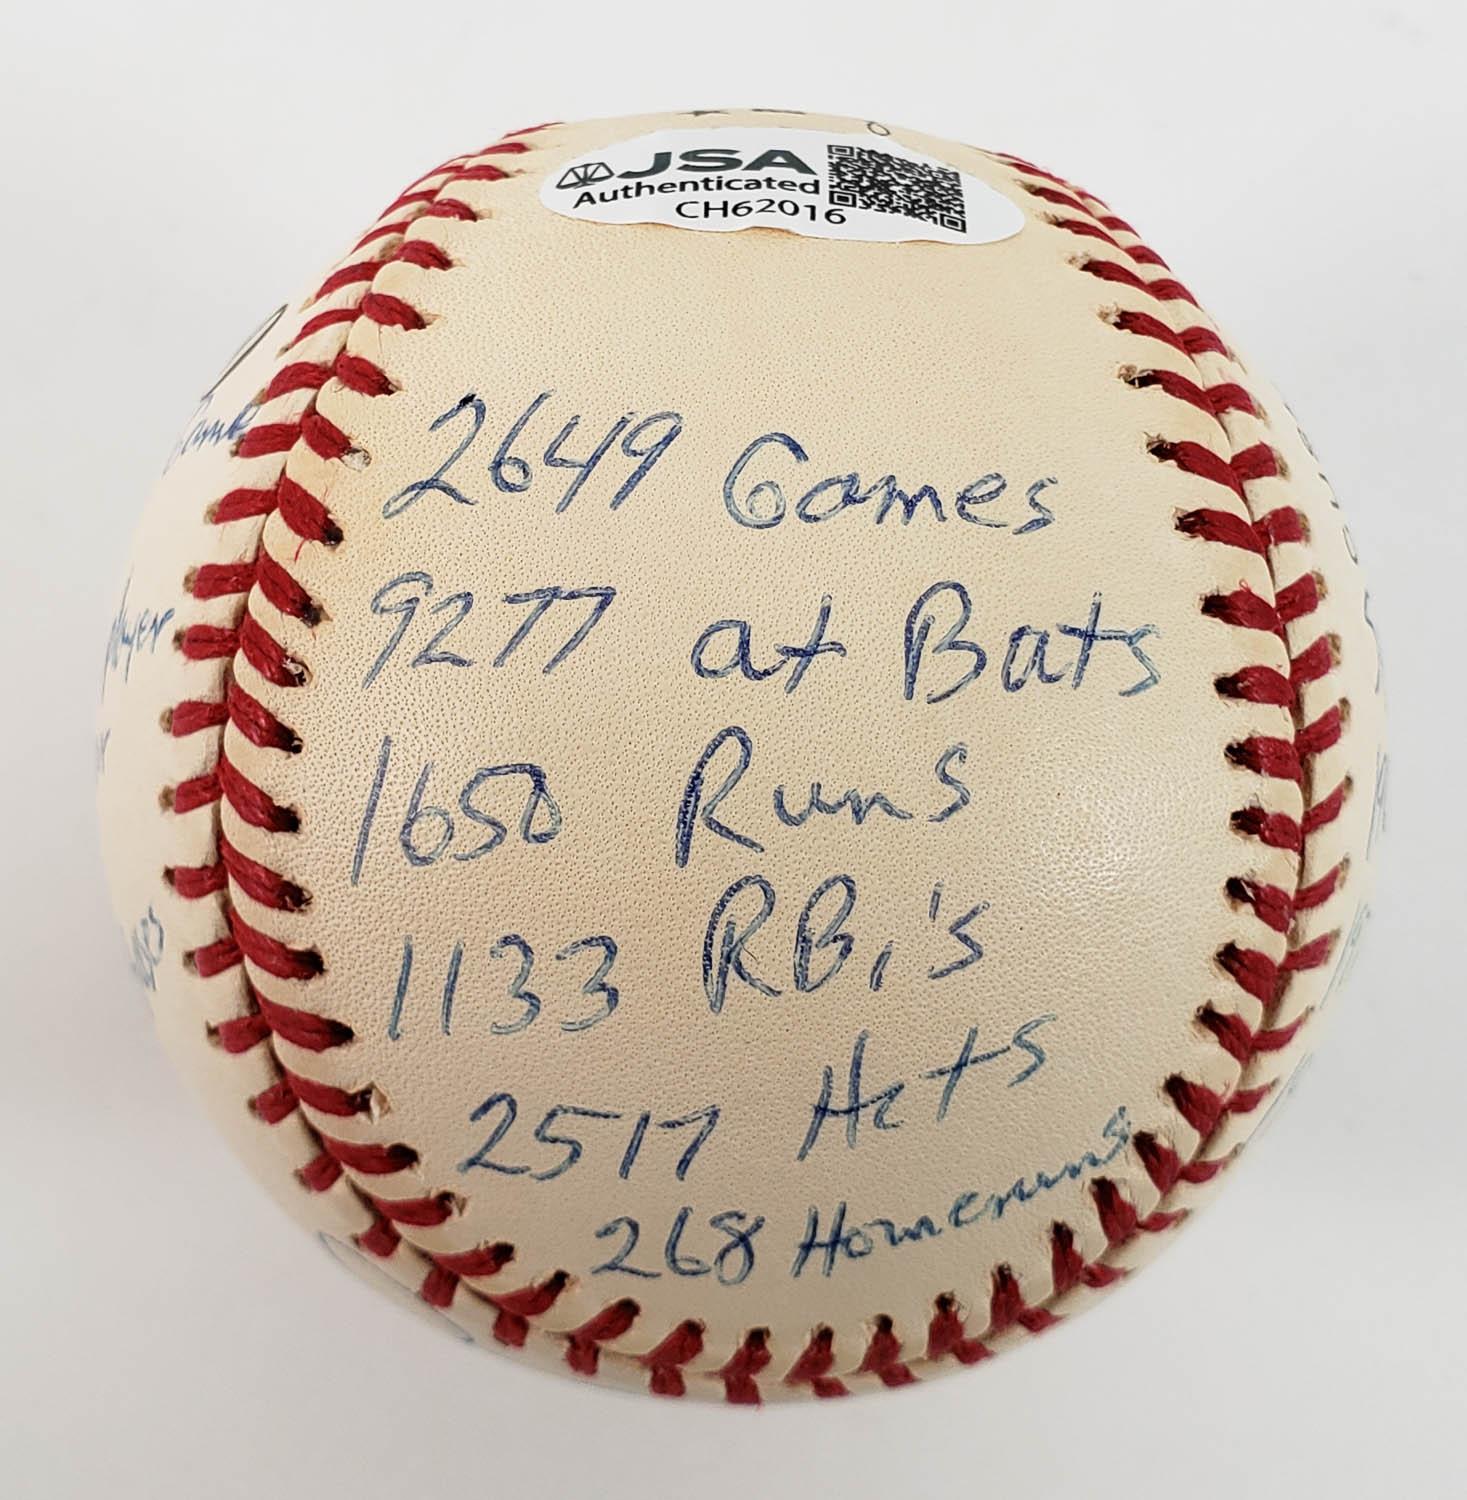 JSA
Authenticated
CH62016
2649 Games
9277 at Bats
1650 Runs
1133 RBI's
2517 Hits
268 Homeruns